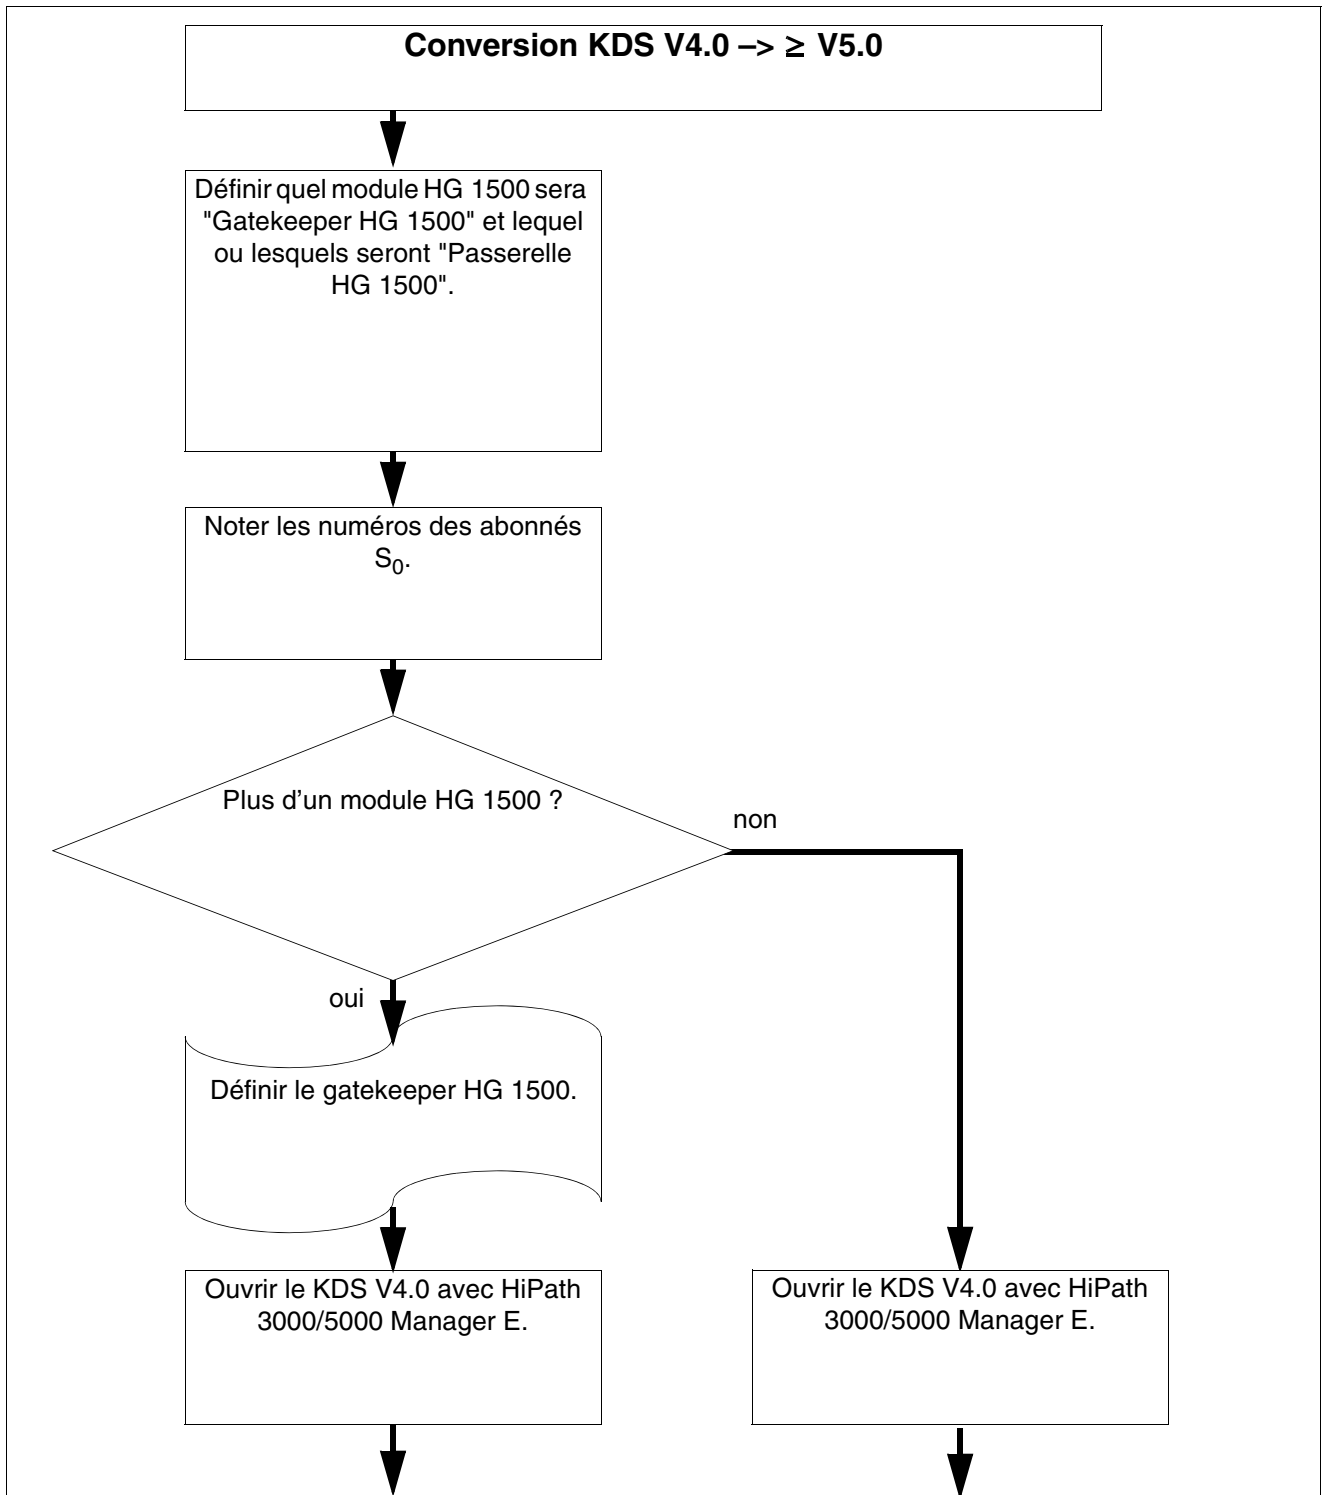 Conversion KDS V4.0 –> ≥ V5.0
Définir quel module HG 1500 sera
"Gatekeeper HG 1500" et lequel
ou lesquels seront "Passerelle
HG 1500".
Noter les numéros des abonnés
S0.
Plus d’un module HG 1500 ?
non
oui
Définir le gatekeeper HG 1500.
Ouvrir le KDS V4.0 avec HiPath
3000/5000 Manager E.
Ouvrir le KDS V4.0 avec HiPath
3000/5000 Manager E.